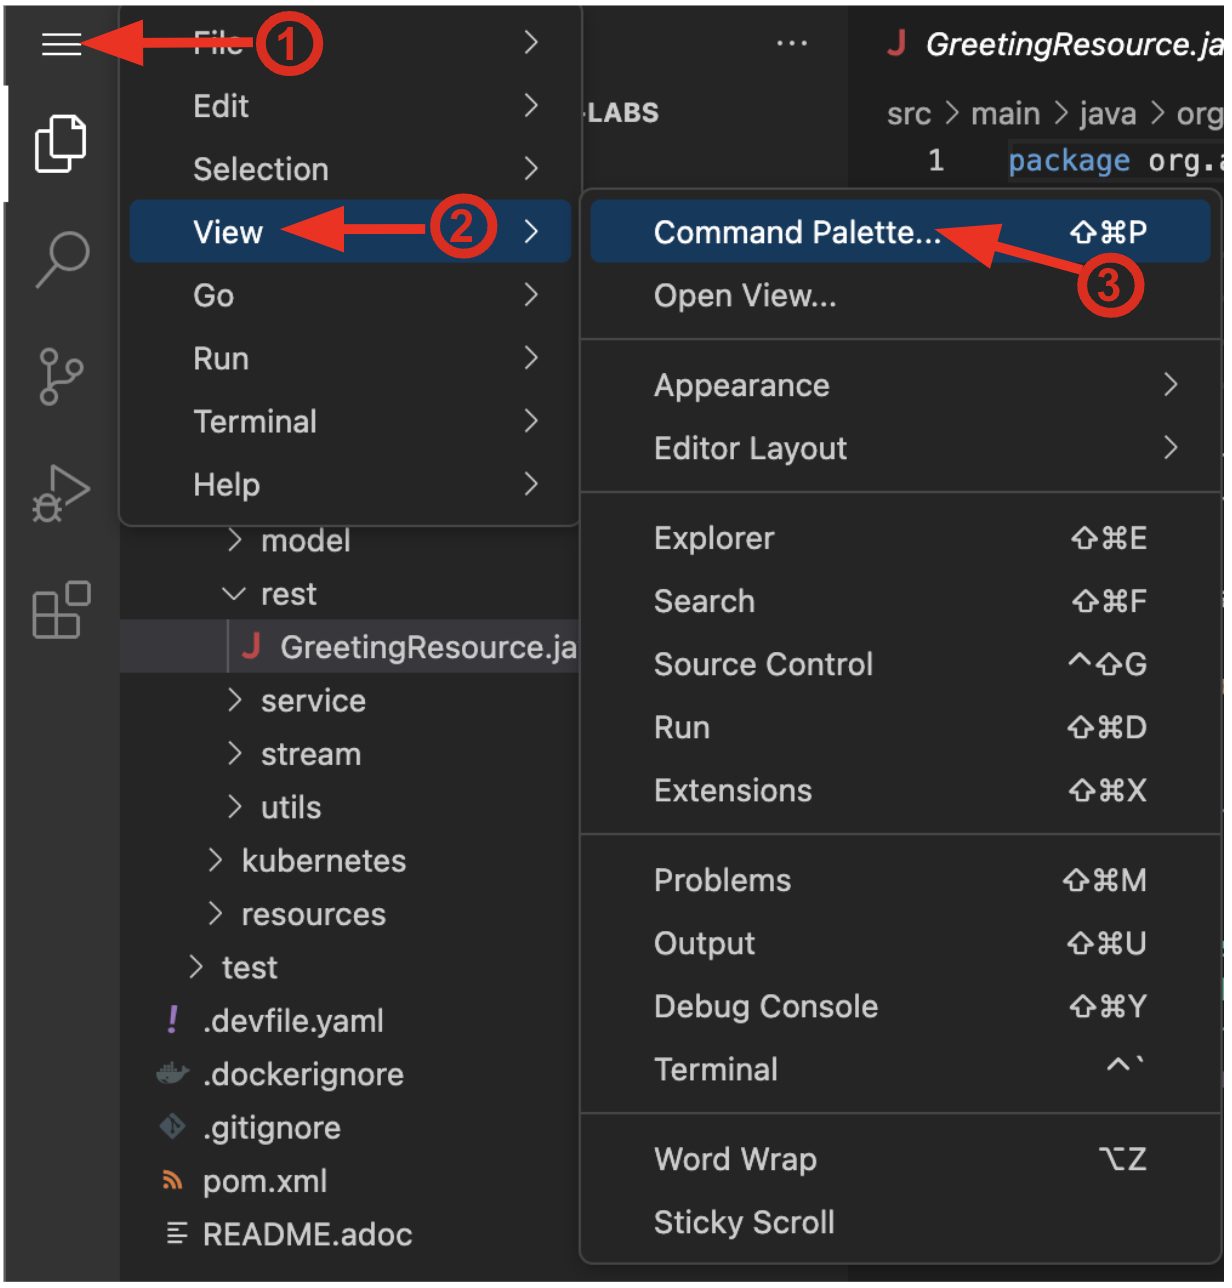 File
1
Edit
Selection
View
2
Go
Run
Terminal
Help
-LABS
model
rest
GreetingResource.ja
service
stream
utils
kubernetes
resources
test
.devfile.yaml
.dockerignore
.gitignore
pom.xml
README.adoc
GreetingResource.ja
src > main > java > org
1 package org.a
Command Palette... ⇧⌘P
3
Open View...
Appearance
Editor Layout
Explorer ⇧⌘E
Search ⇧⌘F
Source Control ^⇧G
Run ⇧⌘D
Extensions ⇧⌘X
Problems ⇧⌘M
Output ⇧⌘U
Debug Console ⇧⌘Y
Terminal ^`
Word Wrap ⌥Z
Sticky Scroll